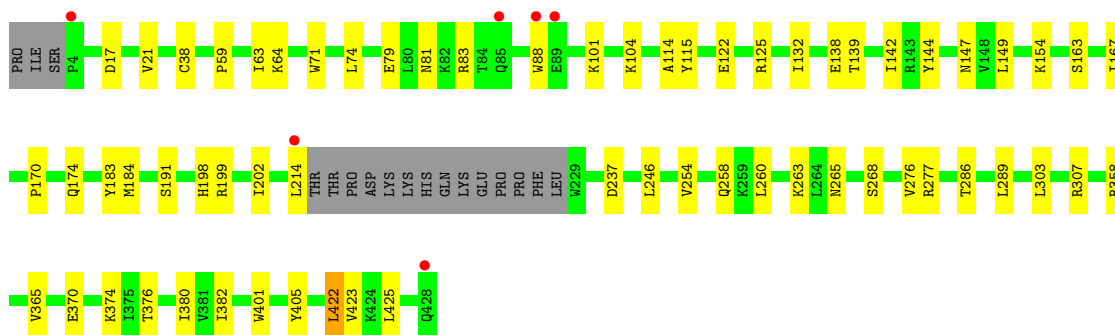 PRO ILE SER P4 D17 V21 C38 P59 I63 K64 W71 L74 E79 L80 N81 K82 R83 T84 Q85 W88 E89 K101 K104 A114 Y115 E122 R125 I132 E138 T139 I142 R143 Y144 N147 V148 L149 K154 S163 I167
P170 Q174 Y183 M184 S191 H198 R199 I202 L214 THR THR PRO ASP LYS LYS HIS GLN LYS GLU PRO PRO PHE LEU W229 D237 L246 V254 Q258 K259 L260 K263 L264 N265 S268 V276 R277 T286 L289 L303 R307 R358
V365 E370 K374 I375 T376 I380 V381 I382 W401 Y405 L422 V423 K424 L425 Q428